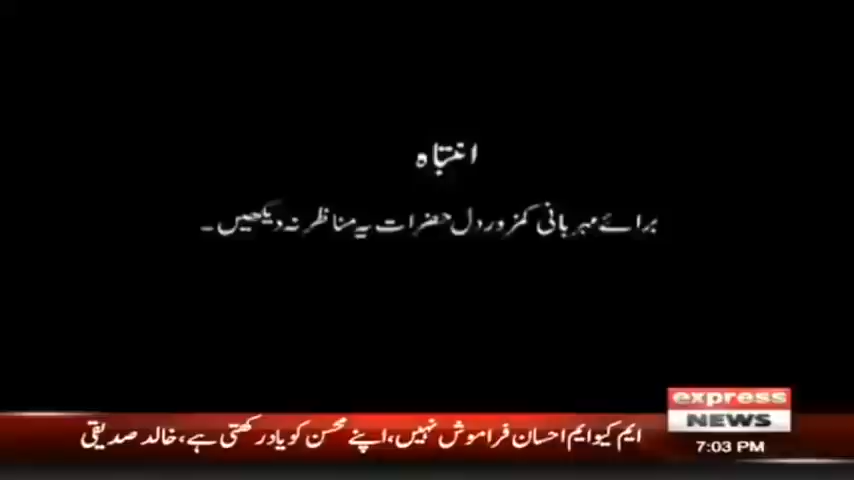 انتباہ
برائے مہربانی کمزور دل حضرات یہ مناظر نہ دیکھیں۔
express
NEWS
ایم کیو ایم احسان فراموش نہیں، اپنے محسن کو یاد رکھتی ہے، خالد صدیقی
7:03 PM